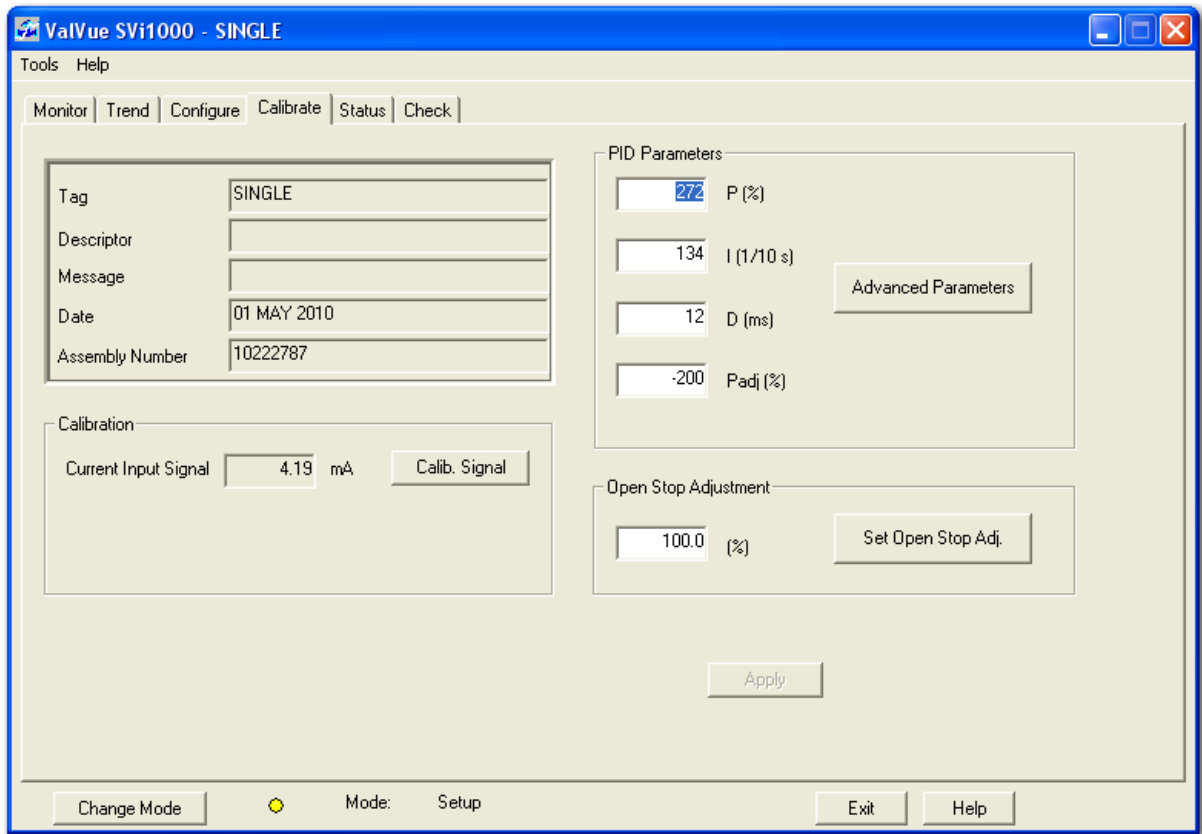 ValVue SVi1000 - SINGLE
Tools Help
Monitor Trend Configure Calibrate Status Check
Tag SINGLE
Descriptor
Message
Date 01 MAY 2010
Assembly Number 10222787
Calibration
Current Input Signal 4.19 mA Calib. Signal
PID Parameters
272 P (%)
134 I (1/10 s)
Advanced Parameters
12 D (ms)
-200 Padj (%)
Open Stop Adjustment
100.0 (%) Set Open Stop Adj.
Apply
Change Mode Mode: Setup Exit Help